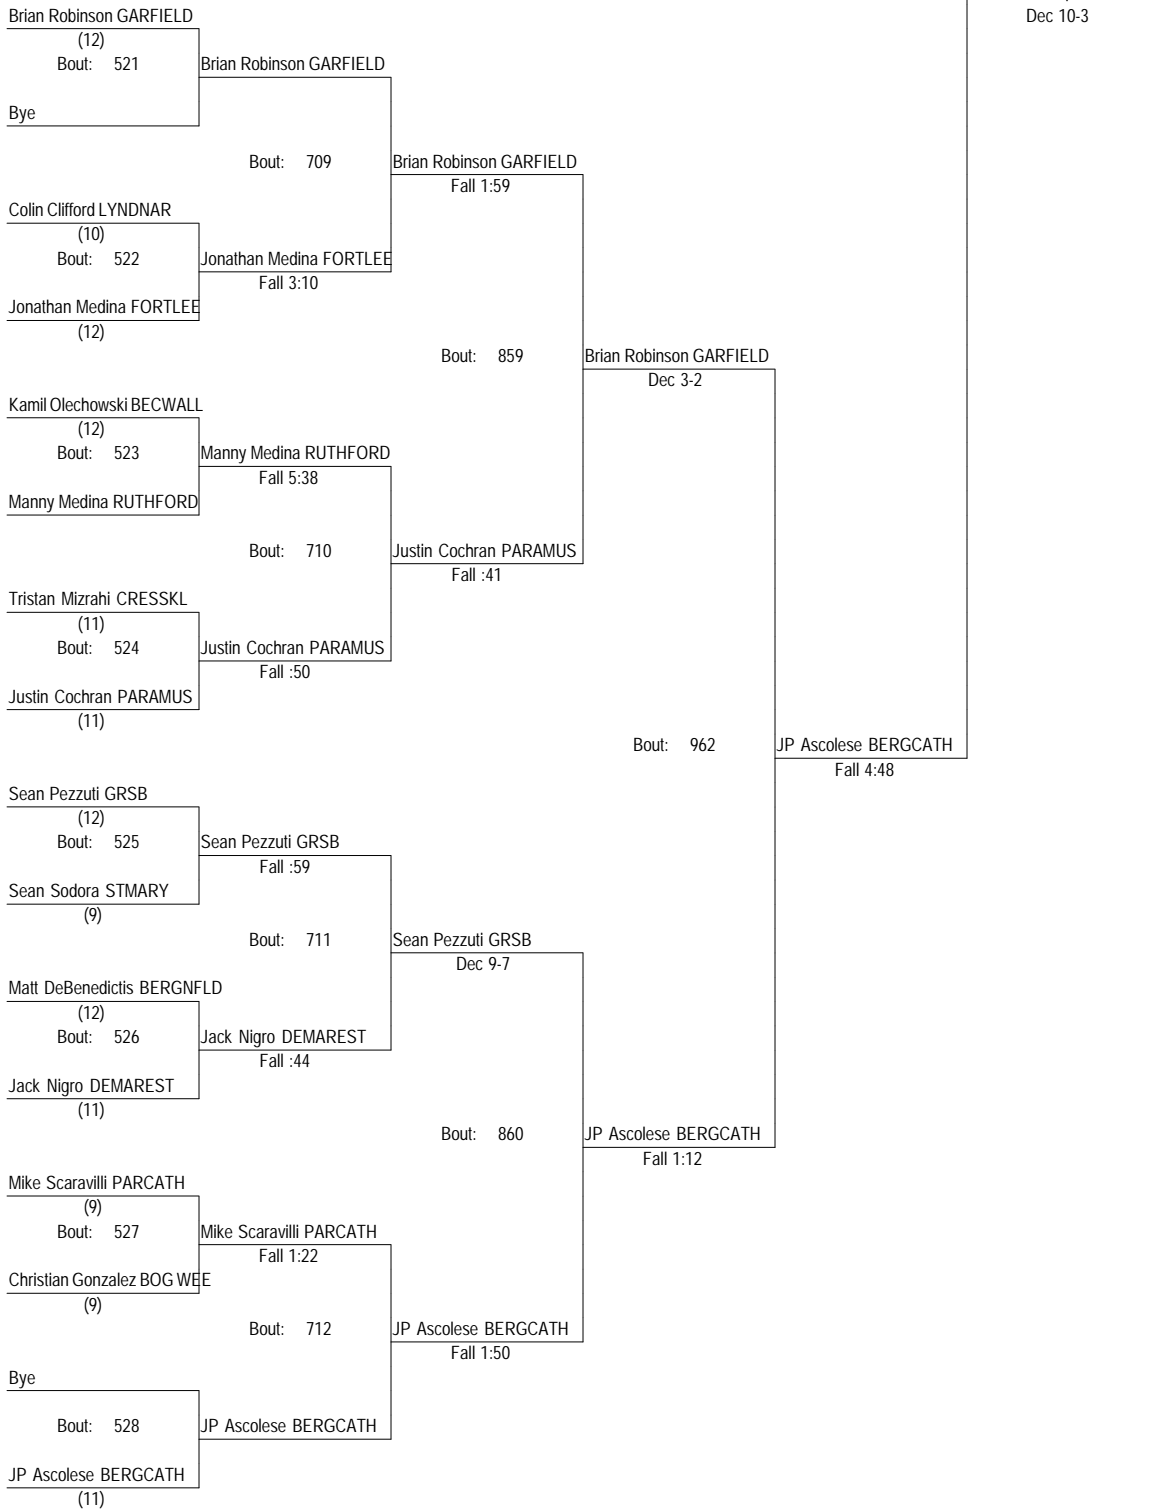 Dec 10-3
Brian Robinson GARFIELD
(12)
Bout: 521
Brian Robinson GARFIELD
Bye
Bout: 709
Brian Robinson GARFIELD
Fall 1:59
Colin Clifford LYNDNAR
(10)
Bout: 522
Jonathan Medina FORTLEE
Fall 3:10
Jonathan Medina FORTLEE
(12)
Bout: 859
Brian Robinson GARFIELD
Dec 3-2
Kamil Olechowski BECWALL
(12)
Bout: 523
Manny Medina RUTHFORD
Fall 5:38
Manny Medina RUTHFORD
Bout: 710
Justin Cochran PARAMUS
Fall :41
Tristan Mizrahi CRESSKL
(11)
Bout: 524
Justin Cochran PARAMUS
Fall :50
Justin Cochran PARAMUS
(11)
Bout: 962
JP Ascolese BERGCATH
Fall 4:48
Sean Pezzuti GRSB
(12)
Bout: 525
Sean Pezzuti GRSB
Fall :59
Sean Sodora STMARY
(9)
Bout: 711
Sean Pezzuti GRSB
Dec 9-7
Matt DeBenedictis BERGNFLD
(12)
Bout: 526
Jack Nigro DEMAREST
Fall :44
Jack Nigro DEMAREST
(11)
Bout: 860
JP Ascolese BERGCATH
Fall 1:12
Mike Scaravilli PARCATH
(9)
Bout: 527
Mike Scaravilli PARCATH
Fall 1:22
Christian Gonzalez BOG WEE
(9)
Bout: 712
JP Ascolese BERGCATH
Fall 1:50
Bye
Bout: 528
JP Ascolese BERGCATH
JP Ascolese BERGCATH
(11)